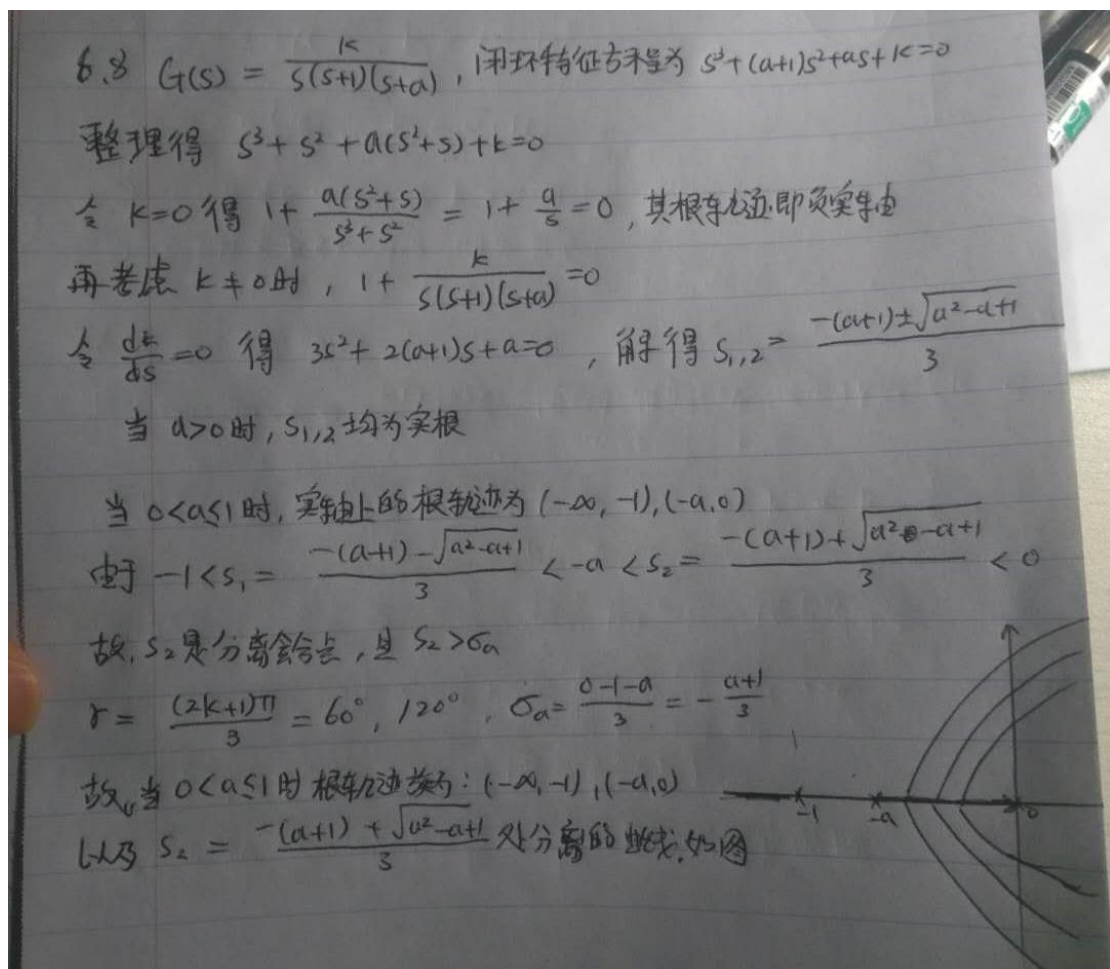 6.8 G(s) = k/(s(s+1)(s+a)), 闭环特征方程为 s³+(a+1)s²+as+k=0
整理得 s³+s²+a(s²+s)+k=0
令 k=0 得 1+ a(s²+s)/(s³+s²) = 1+ a/s =0, 其根轨迹即负实轴
再考虑 k≠0时, 1+ k/(s(s+1)(s+a)) =0
令 dk/ds =0 得 3s²+2(a+1)s+a=0, 解得 s₁,₂= (-(a+1)±√(a²-a+1))/3
当 a>0时, s₁,₂均为实根
当 0<a≤1时, 实轴上的根轨迹为 (-∞, -1), (-a, 0)
由于 -1<s₁= (-(a+1)-√(a²-a+1))/3 < -a < s₂= (-(a+1)+√(a²-a+1))/3 < 0
故, s₂是分离会合点, 且 s₂>σₐ
r= (2k+1)π/3 = 60°, 120°, σₐ= (0-1-a)/3 = -(a+1)/3
故, 当 0<a≤1时 根轨迹为: (-∞, -1), (-a, 0)
以及 s₂ = (-(a+1)+√(a²-a+1))/3 处分离的曲线, 如图
-1 -a 0